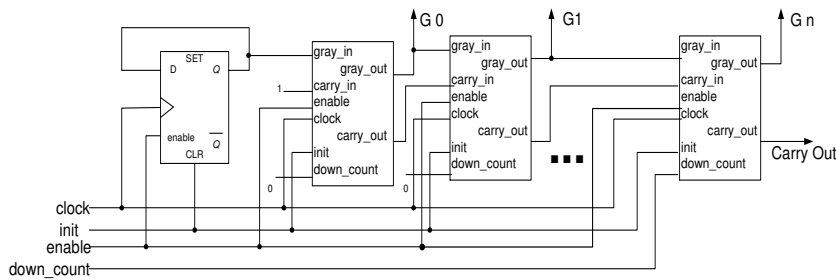 G 0
G1
G n
SET
D Q
enable Q
CLR
gray_in
gray_out
1
carry_in
enable
clock
carry_out
init
down_count
0
gray_in
gray_out
carry_in
enable
clock
carry_out
init
down_count
0
gray_in
gray_out
carry_in
enable
clock
carry_out
init
down_count
Carry Out
clock
init
enable
down_count